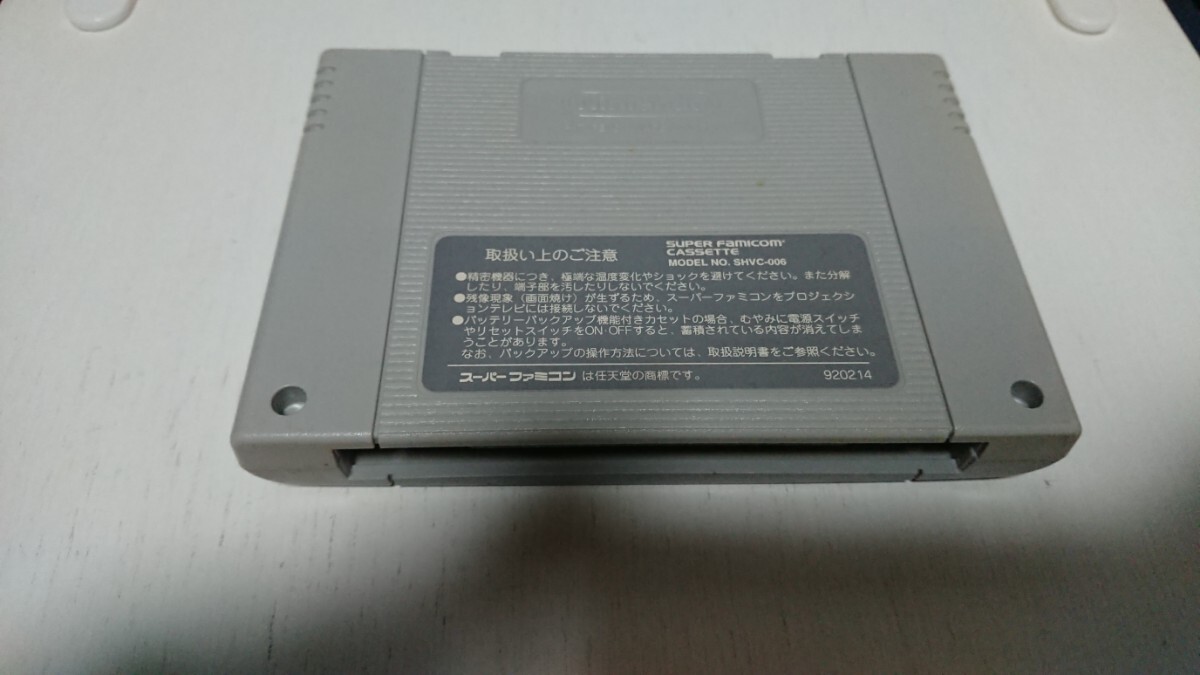 取扱い上のご注意
SUPER FAMICOM
CASSETTE
MODEL NO. SHVC-006
●精密機器につき、極端な温度変化やショックを避けてください。また分解
したり、端子部を汚したりしないでください。
●残像現象（画面焼け）が生ずるため、スーパーファミコンをプロジェクシ
ョンテレビには接続しないでください。
●バッテリーバックアップ機能付きカセットの場合、むやみに電源スイッチ
やリセットスイッチをON・OFFすると、蓄積されている内容が消えてしま
うことがあります。
なお、バックアップの操作方法については、取扱説明書をご参照ください。
スーパーファミコン は任天堂の商標です。
920214